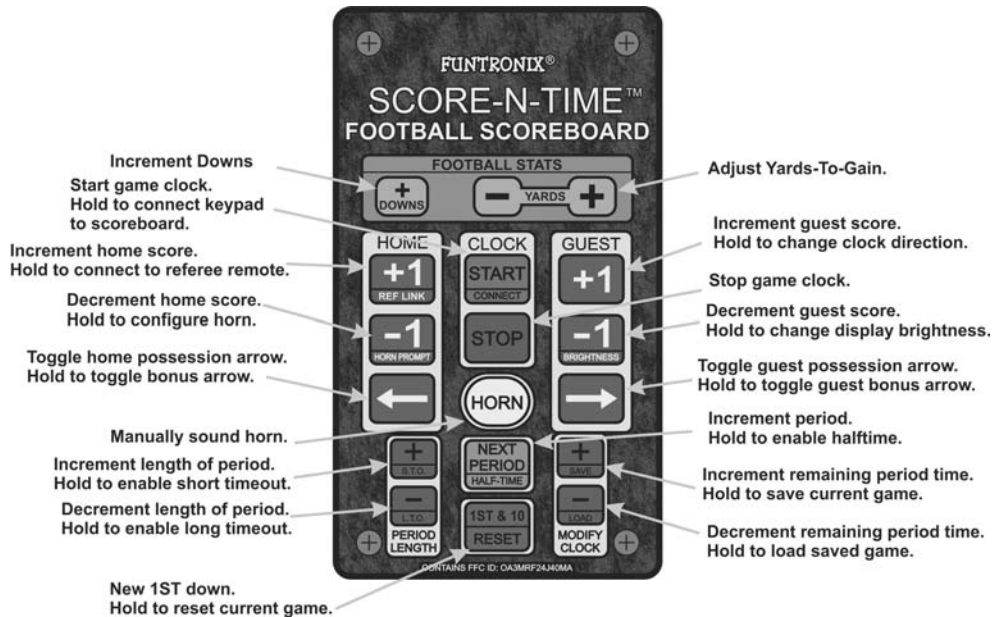 FUNTRONIX®
SCORE-N-TIME™
FOOTBALL SCOREBOARD
FOOTBALL STATS
+
DOWNS
− YARDS +
HOME
+1
REF LINK
−1
HORN PROMPT
←
CLOCK
START
CONNECT
STOP
HORN
GUEST
+1
−1
BRIGHTNESS
→
+
S.T.O.
−
L.T.O.
PERIOD
LENGTH
NEXT
PERIOD
HALF-TIME
1ST & 10
RESET
+
SAVE
−
LOAD
MODIFY
CLOCK
CONTAINS FFC ID: OA3MRF24J40MA
Increment Downs
Start game clock.
Hold to connect keypad
to scoreboard.
Increment home score.
Hold to connect to referee remote.
Decrement home score.
Hold to configure horn.
Toggle home possession arrow.
Hold to toggle bonus arrow.
Manually sound horn.
Increment length of period.
Hold to enable short timeout.
Decrement length of period.
Hold to enable long timeout.
New 1ST down.
Hold to reset current game.
Adjust Yards-To-Gain.
Increment guest score.
Hold to change clock direction.
Stop game clock.
Decrement guest score.
Hold to change display brightness.
Toggle guest possession arrow.
Hold to toggle guest bonus arrow.
Increment period.
Hold to enable halftime.
Increment remaining period time.
Hold to save current game.
Decrement remaining period time.
Hold to load saved game.